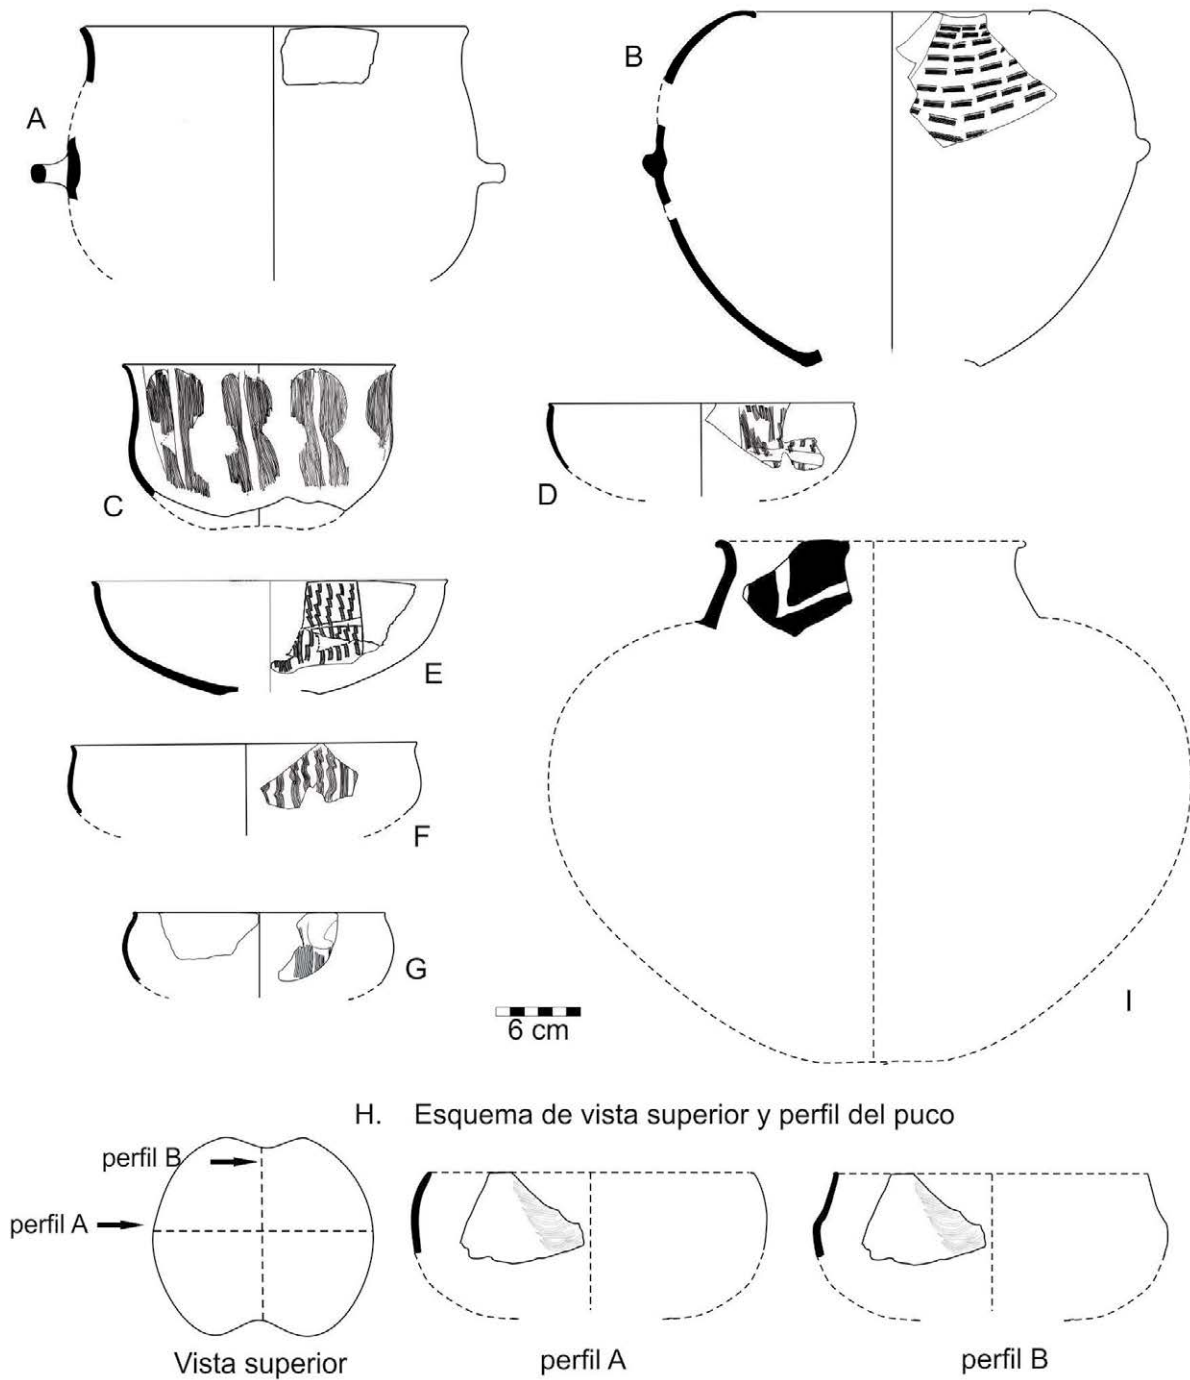 A
B
C
D
E
F
G
I
6 cm
H. Esquema de vista superior y perfil del puco
perfil B
perfil A
Vista superior
perfil A
perfil B